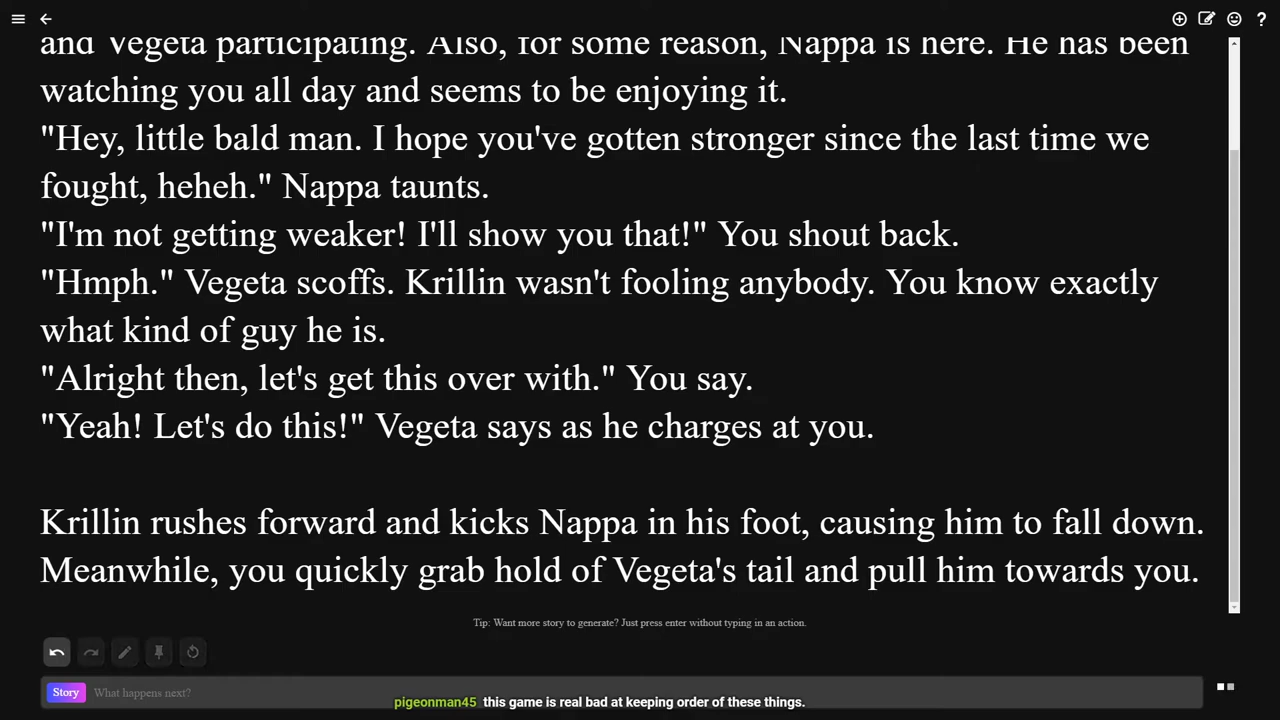 and Vegeta participating. Also, for some reason, Nappa is here. He has been
watching you all day and seems to be enjoying it.
"Hey, little bald man. I hope you've gotten stronger since the last time we
fought, heheh." Nappa taunts.
"I'm not getting weaker! I'll show you that!" You shout back.
"Hmph." Vegeta scoffs. Krillin wasn't fooling anybody. You know exactly
what kind of guy he is.
"Alright then, let's get this over with." You say.
"Yeah! Let's do this!" Vegeta says as he charges at you.
Krillin rushes forward and kicks Nappa in his foot, causing him to fall down.
Meanwhile, you quickly grab hold of Vegeta's tail and pull him towards you.
Tip: Want more story to generate? Just press enter without typing in an action.
Story What happens next?
pigeonman45 this game is real bad at keeping order of these things.